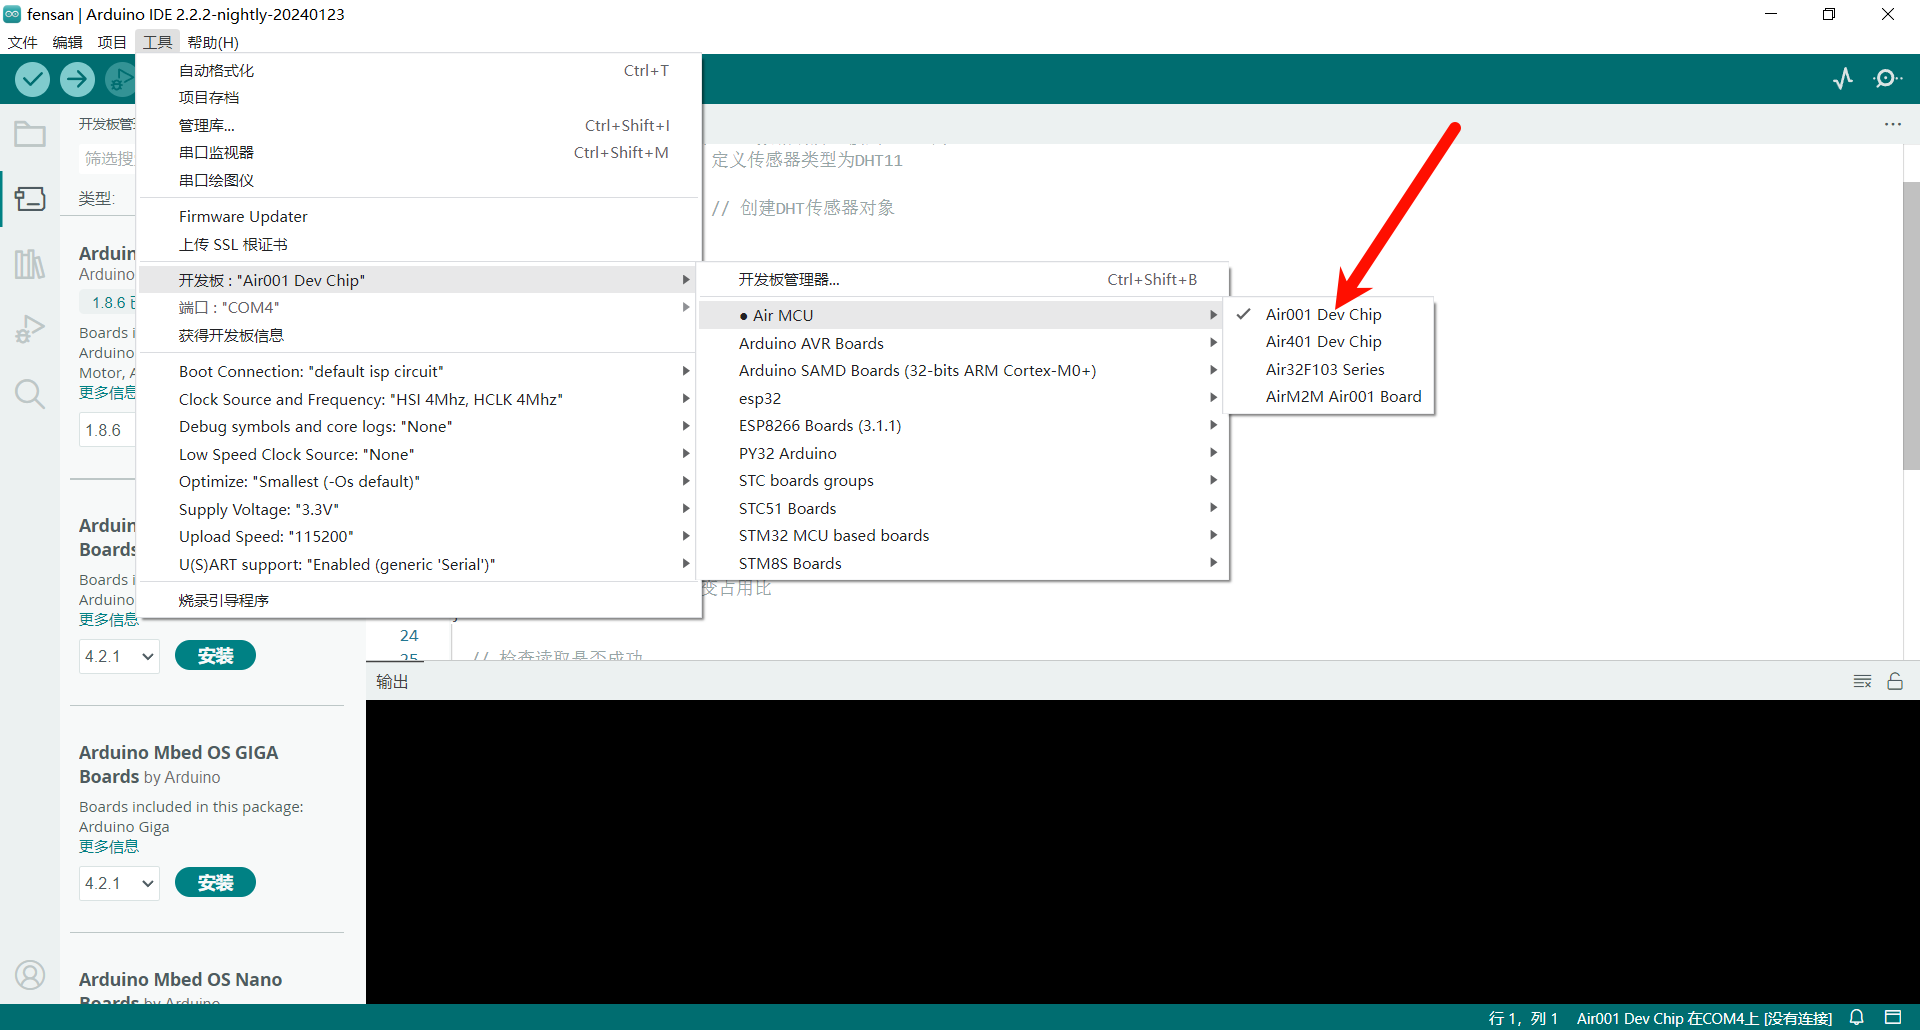 fensan | Arduino IDE 2.2.2-nightly-20240123
文件 编辑 项目 工具 帮助(H)
自动格式化 Ctrl+T
项目存档
管理库... Ctrl+Shift+I
串口监视器 Ctrl+Shift+M
串口绘图仪
Firmware Updater
上传 SSL 根证书
开发板 : "Air001 Dev Chip"
端口 : "COM4"
获得开发板信息
Boot Connection: "default isp circuit"
Clock Source and Frequency: "HSI 4Mhz, HCLK 4Mhz"
Debug symbols and core logs: "None"
Low Speed Clock Source: "None"
Optimize: "Smallest (-Os default)"
Supply Voltage: "3.3V"
Upload Speed: "115200"
U(S)ART support: "Enabled (generic 'Serial')"
烧录引导程序
开发板管理器... Ctrl+Shift+B
● Air MCU
Arduino AVR Boards
Arduino SAMD Boards (32-bits ARM Cortex-M0+)
esp32
ESP8266 Boards (3.1.1)
PY32 Arduino
STC boards groups
STC51 Boards
STM32 MCU based boards
STM8S Boards
Air001 Dev Chip
Air401 Dev Chip
Air32F103 Series
AirM2M Air001 Board
开发板管
筛选搜
类型:
Arduin
Arduino
1.8.6
Boards i
Arduino
Motor, A
更多信息
1.8.6
Arduin
Boards
Boards i
Arduino
更多信息
4.2.1 安装
Arduino Mbed OS GIGA
Boards by Arduino
Boards included in this package:
Arduino Giga
更多信息
4.2.1 安装
Arduino Mbed OS Nano
Boards by Arduino
定义传感器类型为DHT11
// 创建DHT传感器对象
变占用比
24
25 // 检查读取是否成功
输出
行 1，列 1 Air001 Dev Chip 在COM4上 [没有连接]